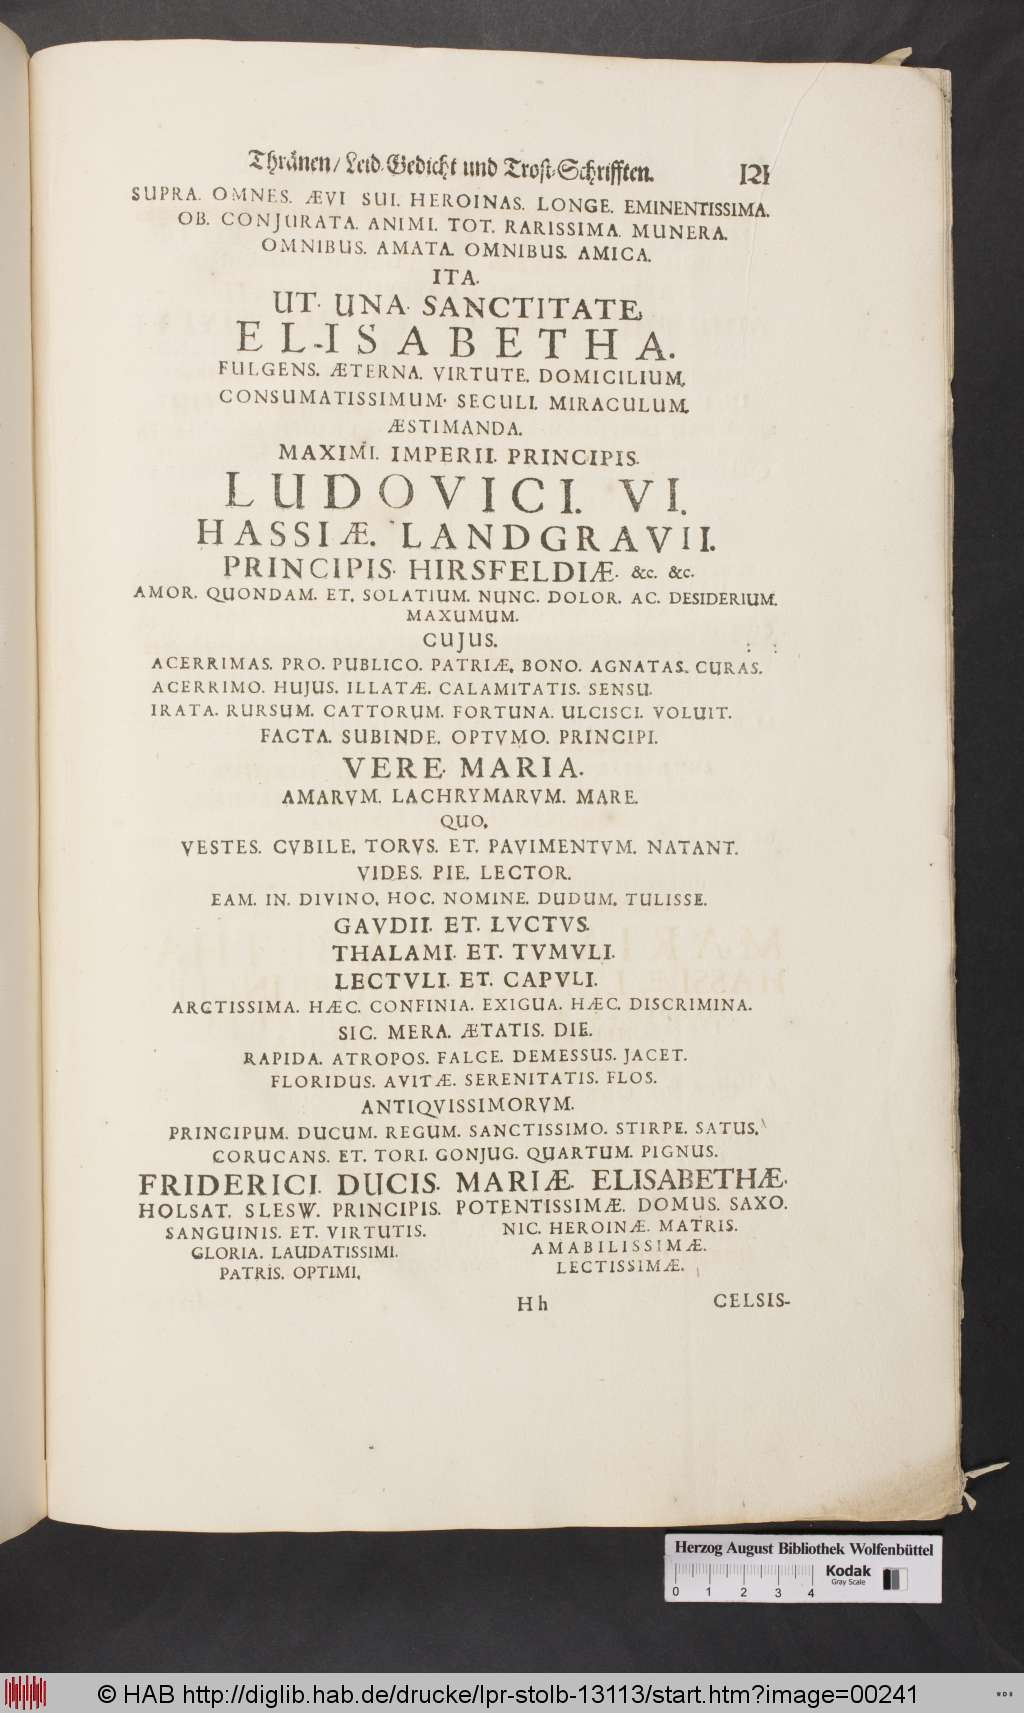 Thränen/ Leid-Gedicht und Trost-Schrifften. 121
SUPRA. OMNES. ÆVI SUI. HEROINAS. LONGE. EMINENTISSIMA.
OB. CONJURATA. ANIMI. TOT. RARISSIMA. MUNERA.
OMNIBUS. AMATA. OMNIBUS. AMICA.
ITA.
UT. UNA. SANCTITATE,
ELISABETHA.
FULGENS. ÆTERNA. VIRTUTE. DOMICILIUM.
CONSUMATISSIMUM. SECULI. MIRACULUM.
ÆSTIMANDA.
MAXIMI. IMPERII. PRINCIPIS.
LUDOVICI. VI.
HASSIÆ. LANDGRAVII.
PRINCIPIS. HIRSFELDIÆ. &c. &c.
AMOR. QUONDAM. ET. SOLATIUM. NUNC. DOLOR. AC. DESIDERIUM.
MAXUMUM.
CUJUS.
ACERRIMAS. PRO. PUBLICO. PATRIÆ. BONO. AGNATAS. CURAS.
ACERRIMO. HUJUS. ILLATÆ. CALAMITATIS. SENSU.
IRATA. RURSUM. CATTORUM. FORTUNA. ULCISCI. VOLUIT.
FACTA. SUBINDE. OPTVMO. PRINCIPI.
VERE. MARIA.
AMARVM. LACHRYMARVM. MARE.
QUO.
VESTES. CVBILE. TORVS. ET. PAVIMENTVM. NATANT.
VIDES. PIE. LECTOR.
EAM. IN. DIVINO. HOC. NOMINE. DUDUM. TULISSE.
GAVDII. ET. LVCTVS.
THALAMI. ET. TVMVLI.
LECTVLI. ET. CAPVLI.
ARCTISSIMA. HÆC. CONFINIA. EXIGUA. HÆC. DISCRIMINA.
SIC. MERA. ÆTATIS. DIE.
RAPIDA. ATROPOS. FALCE. DEMESSUS. JACET.
FLORIDUS. AVITÆ. SERENITATIS. FLOS.
ANTIQVISSIMORVM.
PRINCIPUM. DUCUM. REGUM. SANCTISSIMO. STIRPE. SATUS.
CORUCANS. ET. TORI. GONJUG. QUARTUM. PIGNUS.
FRIDERICI. DUCIS. MARIÆ. ELISABETHÆ.
HOLSAT. SLESW. PRINCIPIS. POTENTISSIMÆ. DOMUS. SAXO.
SANGUINIS. ET. VIRTUTIS. NIC. HEROINÆ. MATRIS.
GLORIA. LAUDATISSIMI. AMABILISSIMÆ.
PATRIS. OPTIMI. LECTISSIMÆ.
Hh CELSIS-
Herzog August Bibliothek Wolfenbüttel
0 1 2 3 4 Kodak
Gray Scale
© HAB http://diglib.hab.de/drucke/lpr-stolb-13113/start.htm?image=00241